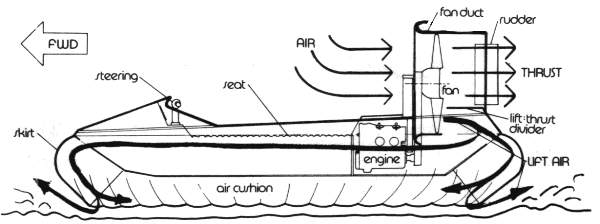 FWD
fan duct
rudder
AIR
steering
seat
THRUST
fan
lift-thrust
divider
skirt
engine
LIFT AIR
air cushion